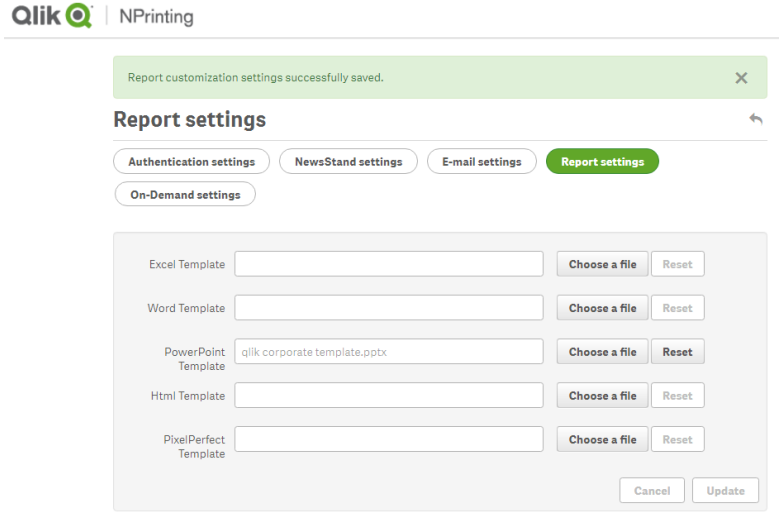 Qlik NPrinting
Report customization settings successfully saved.
Report settings
Authentication settings NewsStand settings E-mail settings Report settings
On-Demand settings
Excel Template Choose a file Reset
Word Template Choose a file Reset
PowerPoint qlik corporate template.pptx Choose a file Reset
Template
Html Template Choose a file Reset
PixelPerfect Choose a file Reset
Template
Cancel Update